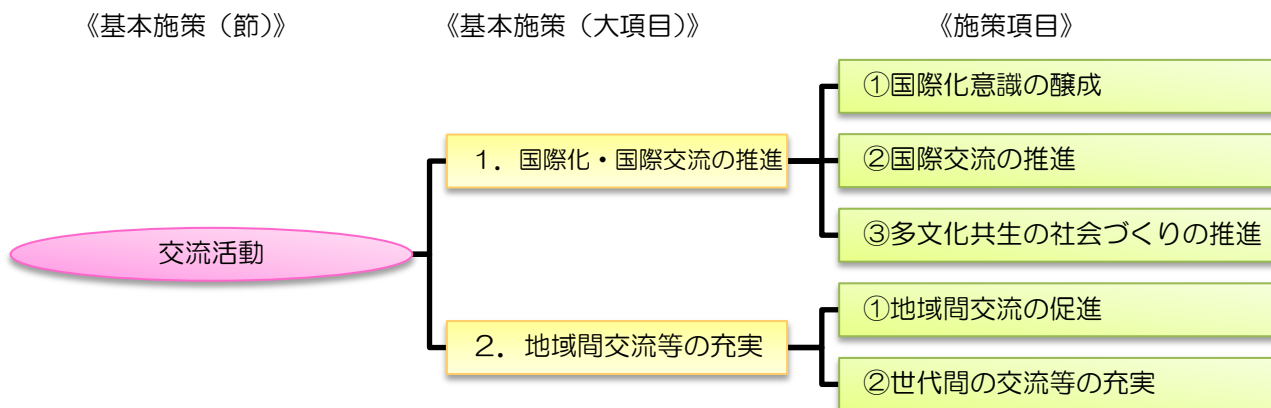 《基本施策（節）》
《基本施策（大項目）》
《施策項目》
交流活動
１．国際化・国際交流の推進
①国際化意識の醸成
②国際交流の推進
③多文化共生の社会づくりの推進
２．地域間交流等の充実
①地域間交流の促進
②世代間の交流等の充実